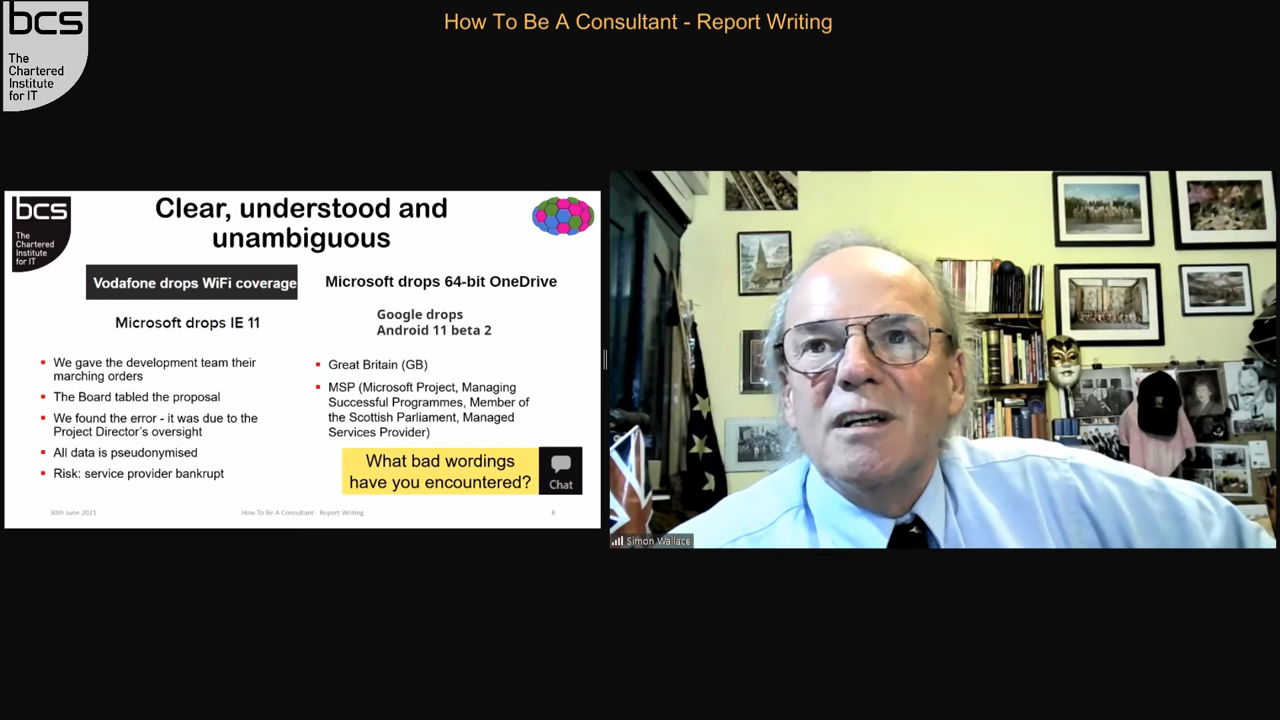 bcs
The
Chartered
Institute
for IT
How To Be A Consultant - Report Writing
bcs
The
Chartered
Institute
for IT
Clear, understood and
unambiguous
Vodafone drops WiFi coverage
Microsoft drops 64-bit OneDrive
Microsoft drops IE 11
Google drops
Android 11 beta 2
We gave the development team their
marching orders
The Board tabled the proposal
We found the error - it was due to the
Project Director's oversight
All data is pseudonymised
Risk: service provider bankrupt
Great Britain (GB)
MSP (Microsoft Project, Managing
Successful Programmes, Member of
the Scottish Parliament, Managed
Services Provider)
What bad wordings
have you encountered?
Chat
30th June 2021
How To Be A Consultant - Report Writing
8
Simon Wallace